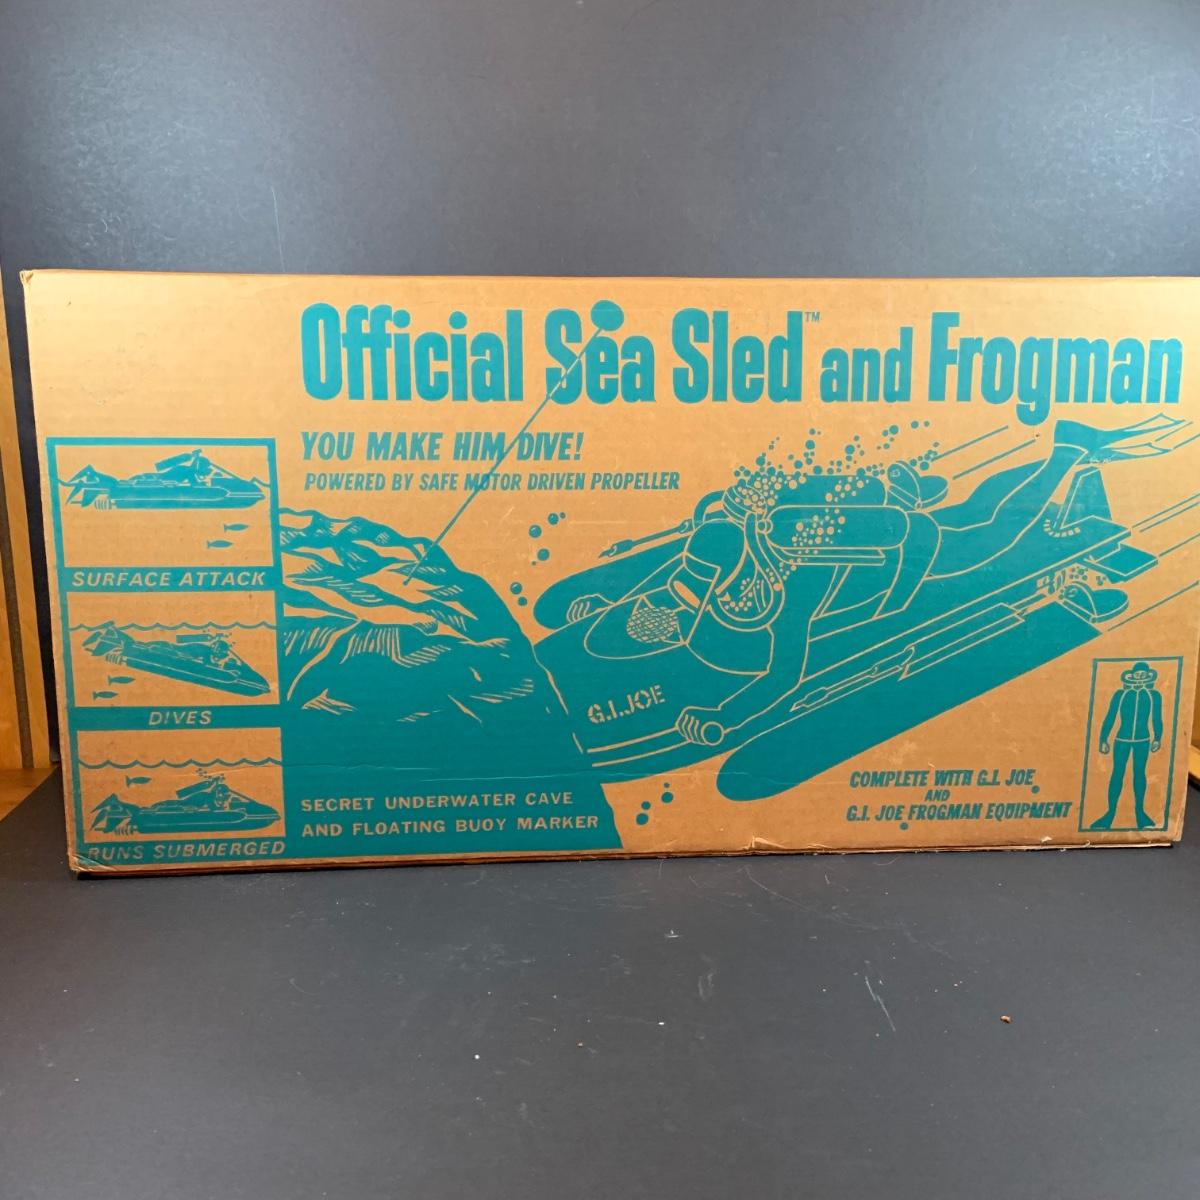 Official Sea Sled™ and Frogman
YOU MAKE HIM DIVE!
POWERED BY SAFE MOTOR DRIVEN PROPELLER
SURFACE ATTACK
DIVES
RUNS SUBMERGED
G.I. JOE
SECRET UNDERWATER CAVE
AND FLOATING BUOY MARKER
COMPLETE WITH G.I. JOE
AND
G.I. JOE FROGMAN EQUIPMENT